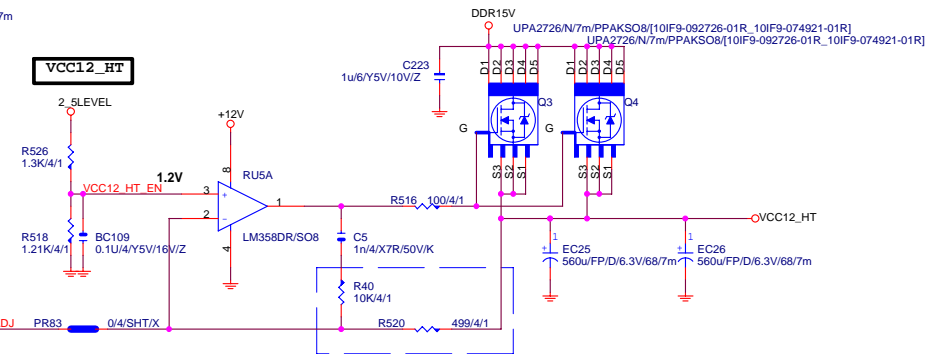 7m
DDR15V
UPA2726/N/7m/PPAKSO8/[10IF9-092726-01R_10IF9-074921-01R]
UPA2726/N/7m/PPAKSO8/[10IF9-092726-01R_10IF9-074921-01R]
VCC12_HT
C223
1u/6/Y5V/10V/Z
D1 D2 D3 D4 D5
D1 D2 D3 D4 D5
2_5LEVEL
+12V
Q3
Q4
G
G
R526
1.3K/4/1
8
RU5A
S3 S2 S1
S3 S2 S1
1.2V
VCC12_HT_EN
3
+
1
R516
100/4/1
2
-
VCC12_HT
R518
1.21K/4/1
BC109
0.1U/4/Y5V/16V/Z
4
LM358DR/SO8
C5
1n/4/X7R/50V/K
1
+
EC25
560u/FP/D/6.3V/68/7m
1
+
EC26
560u/FP/D/6.3V/68/7m
R40
10K/4/1
DJ
PR83
0/4/SHT/X
R520
499/4/1